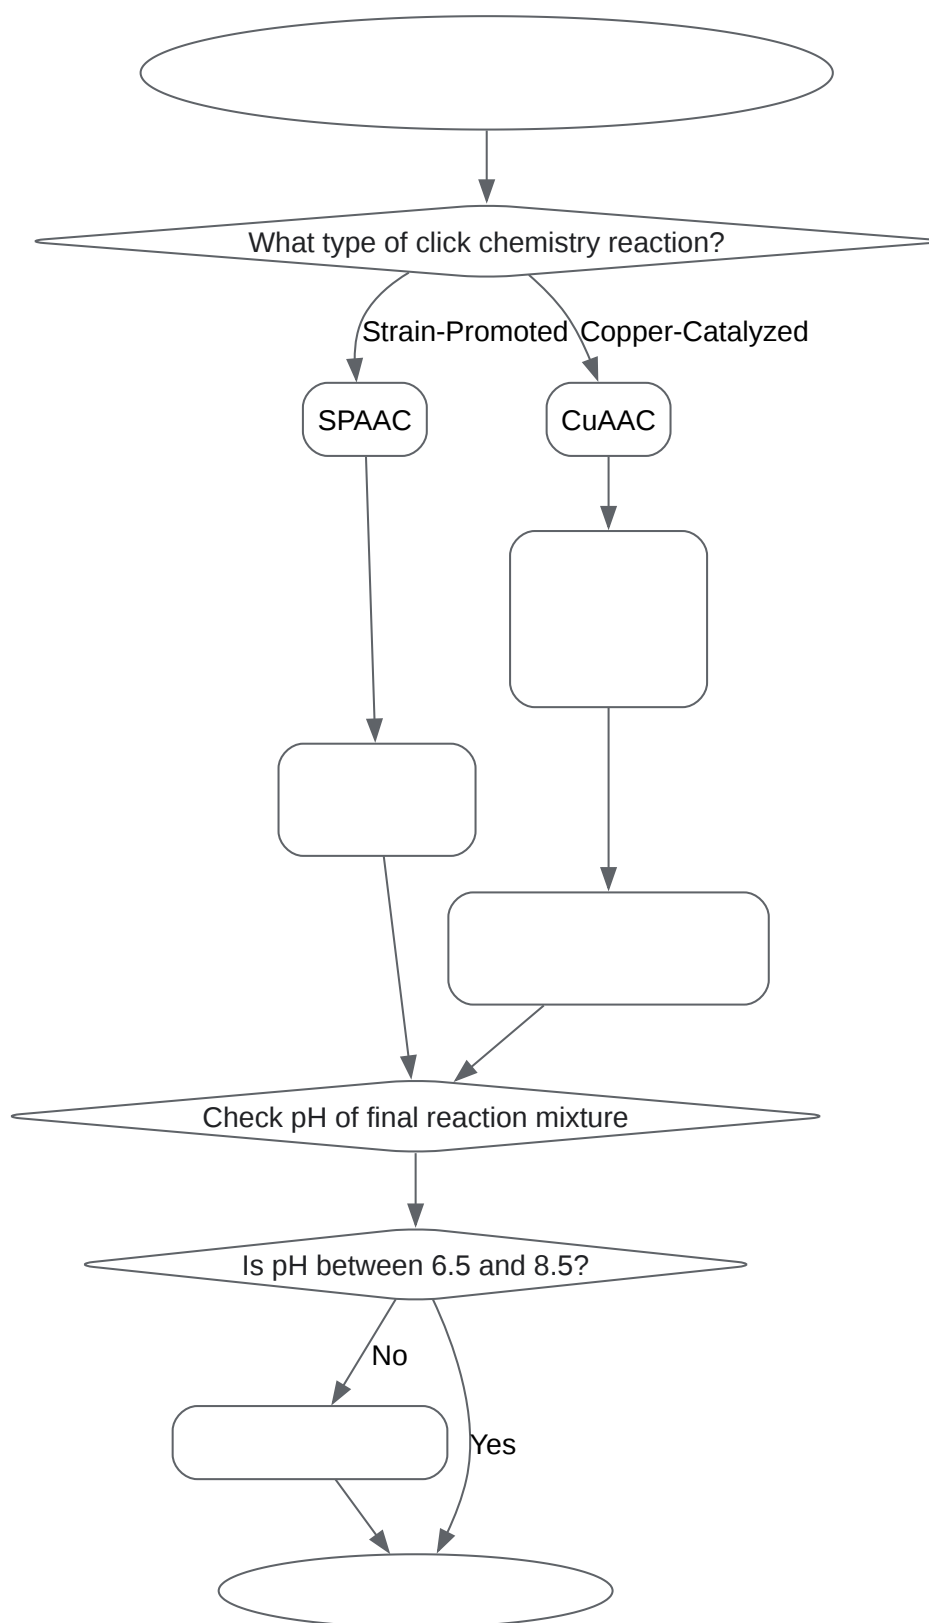 What type of click chemistry reaction?
Strain-Promoted
Copper-Catalyzed
SPAAC
CuAAC
Check pH of final reaction mixture
Is pH between 6.5 and 8.5?
No
Yes